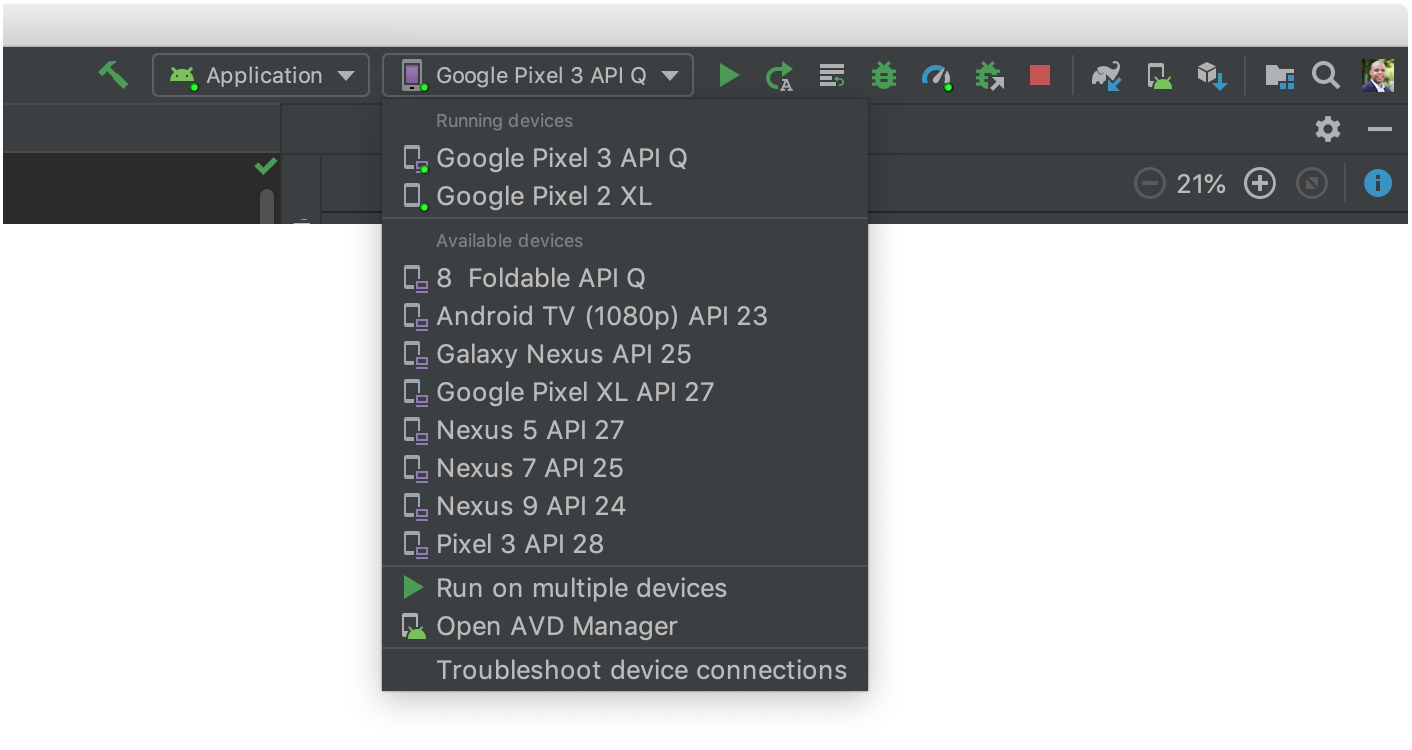 Application
Google Pixel 3 API Q
Running devices
Google Pixel 3 API Q
Google Pixel 2 XL
21%
Available devices
8  Foldable API Q
Android TV (1080p) API 23
Galaxy Nexus API 25
Google Pixel XL API 27
Nexus 5 API 27
Nexus 7 API 25
Nexus 9 API 24
Pixel 3 API 28
Run on multiple devices
Open AVD Manager
Troubleshoot device connections